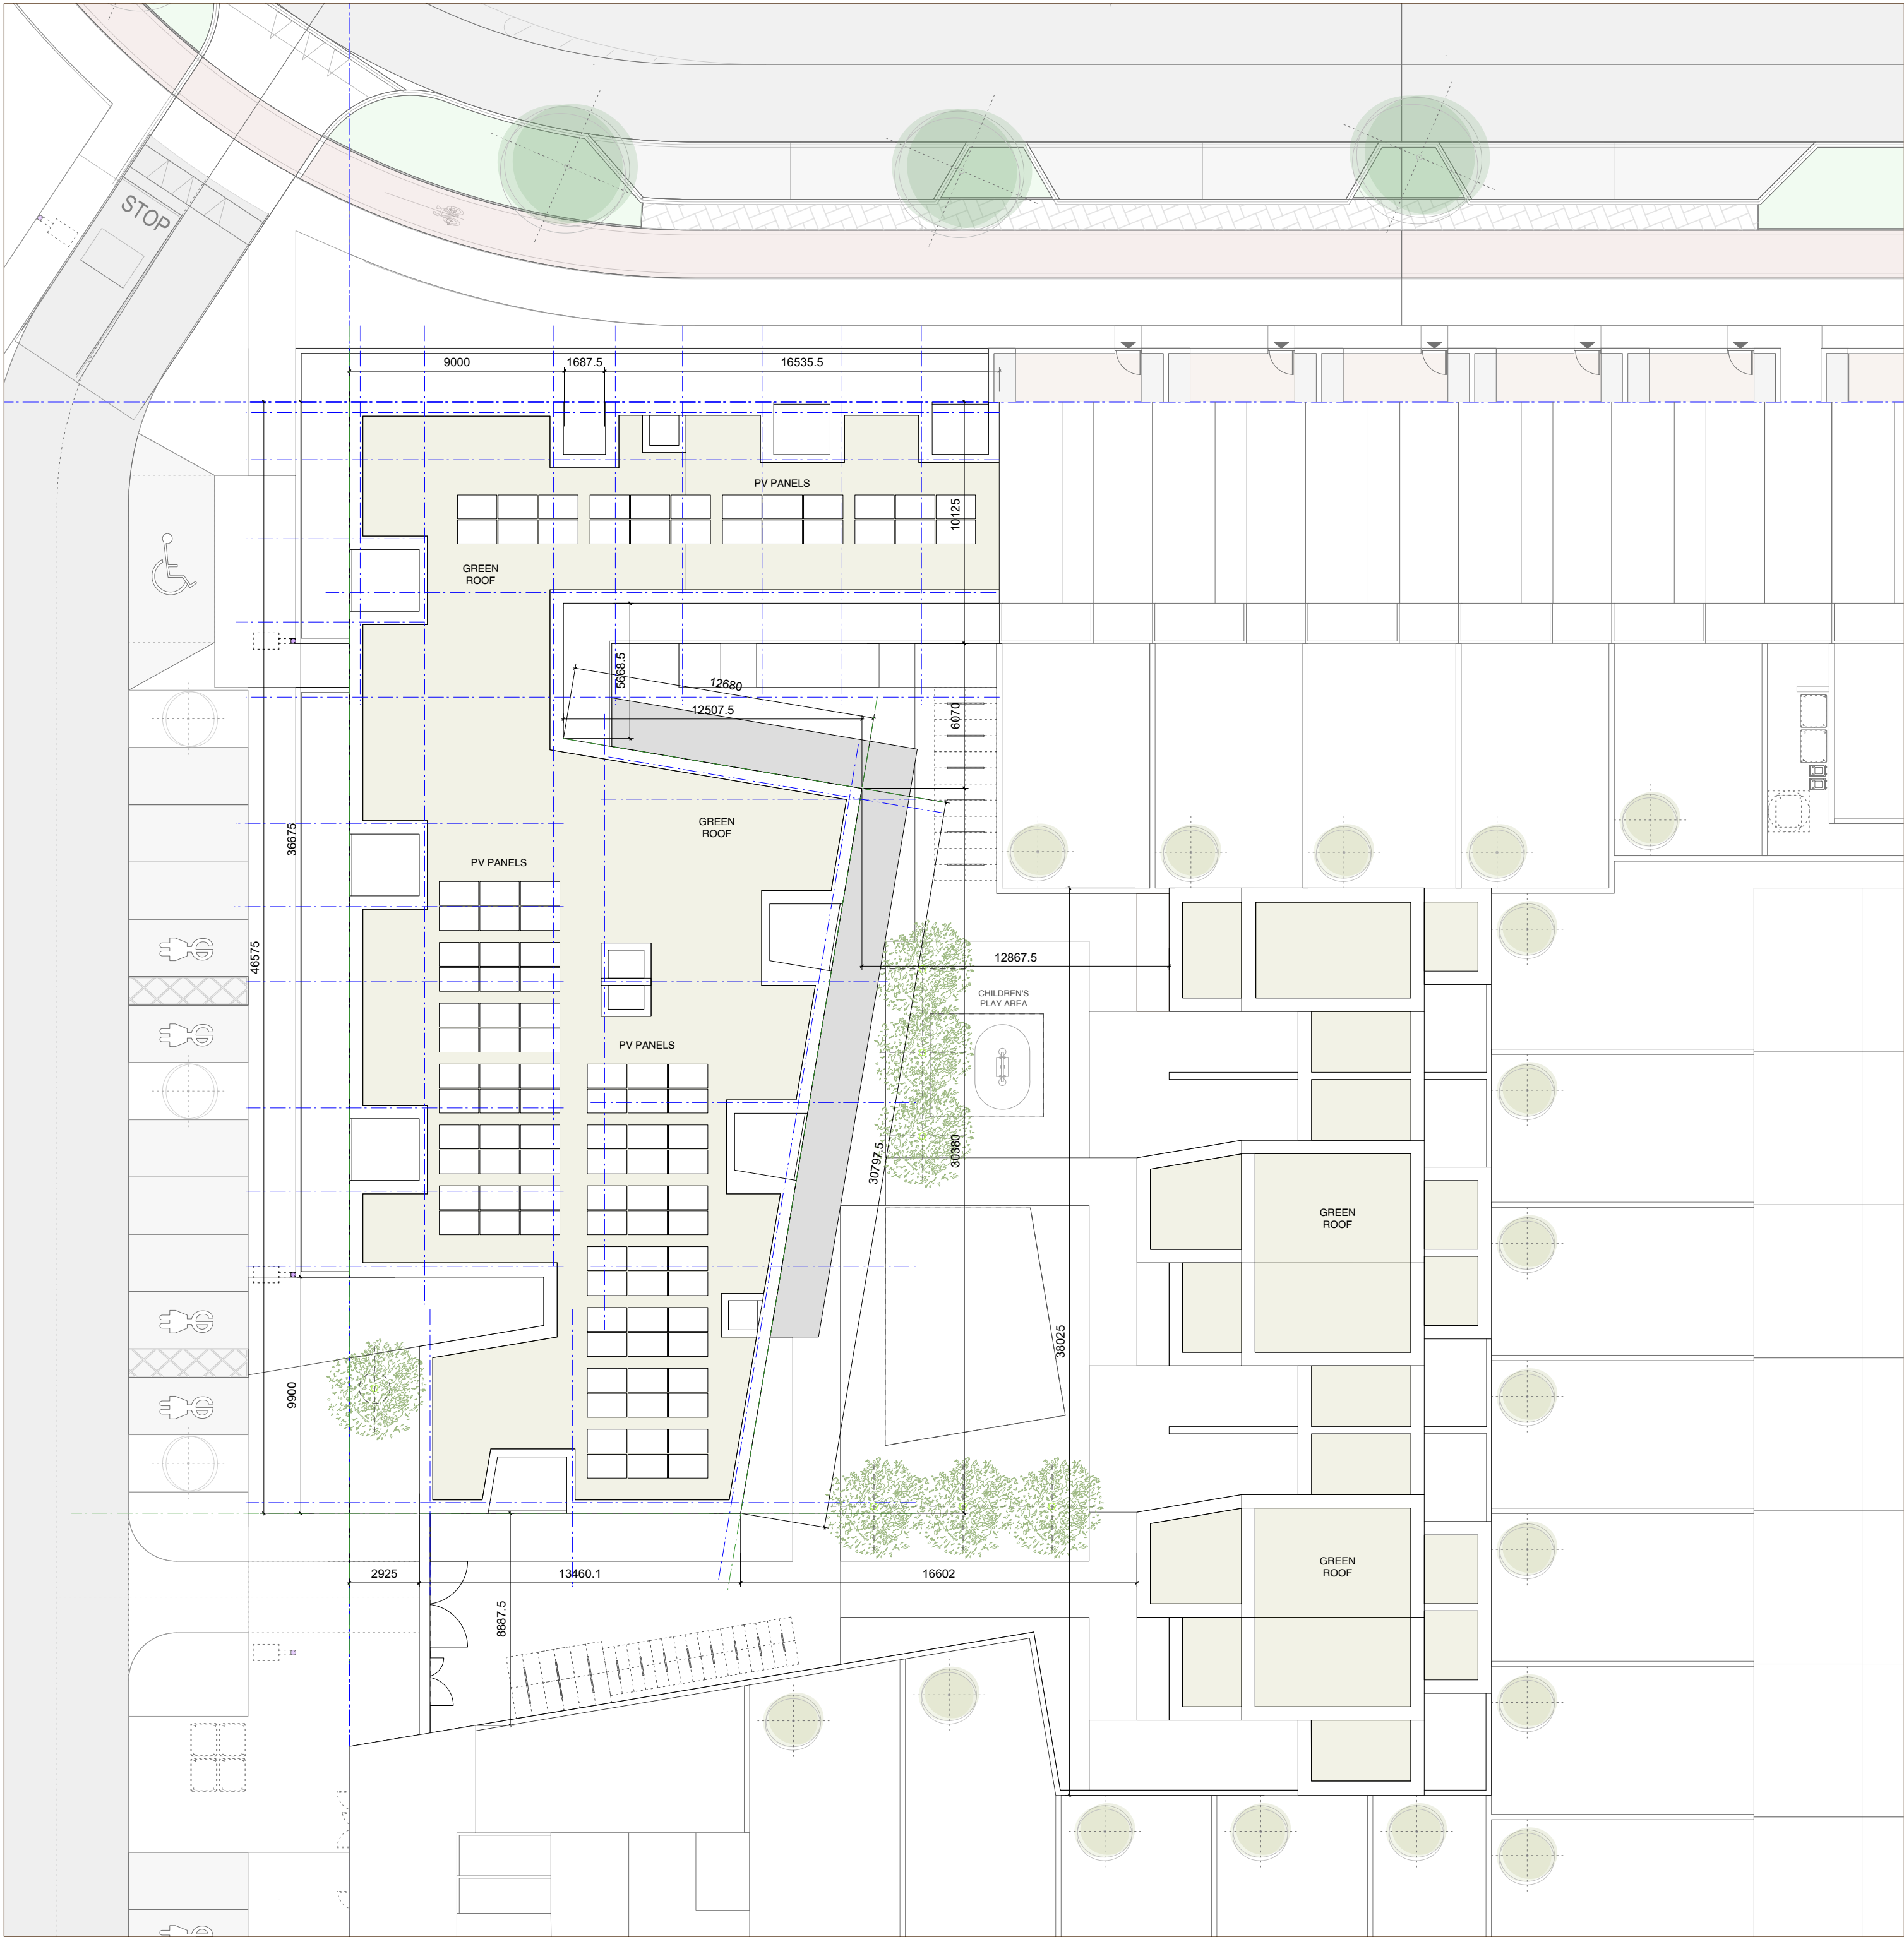 STOP
9000
1687.5
16535.5
PV PANELS
10125
GREEN
ROOF
5668.5
12680
12507.5
6070
GREEN
ROOF
36675
PV PANELS
46575
12867.5
CHILDREN'S
PLAY AREA
PV PANELS
30797.5
30380
GREEN
ROOF
38025
9900
GREEN
ROOF
2925
13460.1
16602
8887.5